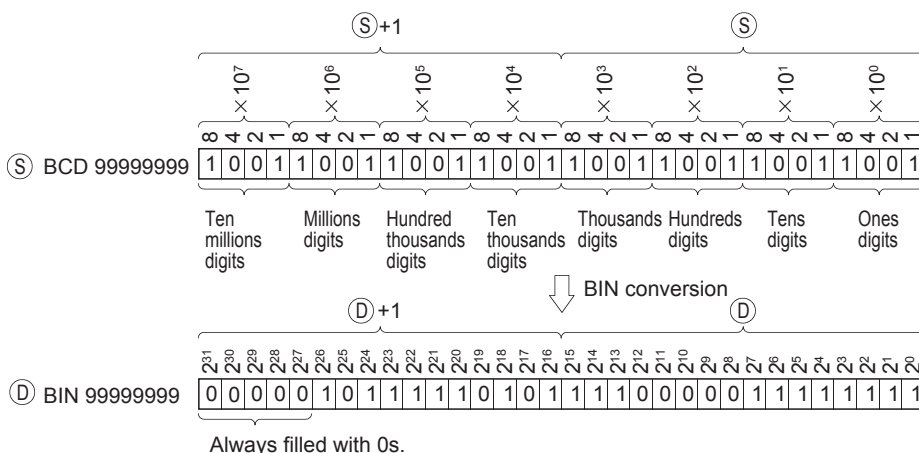 Ⓢ+1 Ⓢ
×10⁷ ×10⁶ ×10⁵ ×10⁴ ×10³ ×10² ×10¹ ×10⁰
8 4 2 1 8 4 2 1 8 4 2 1 8 4 2 1 8 4 2 1 8 4 2 1 8 4 2 1 8 4 2 1
Ⓢ BCD 99999999 1 0 0 1 1 0 0 1 1 0 0 1 1 0 0 1 1 0 0 1 1 0 0 1 1 0 0 1 1 0 0 1
Ten Millions Hundred Ten Thousands Hundreds Tens Ones
millions digits thousands thousands digits digits digits digits
digits digits digits
BIN conversion
Ⓓ+1 Ⓓ
2³¹ 2³⁰ 2²⁹ 2²⁸ 2²⁷ 2²⁶ 2²⁵ 2²⁴ 2²³ 2²² 2²¹ 2²⁰ 2¹⁹ 2¹⁸ 2¹⁷ 2¹⁶ 2¹⁵ 2¹⁴ 2¹³ 2¹² 2¹¹ 2¹⁰ 2⁹ 2⁸ 2⁷ 2⁶ 2⁵ 2⁴ 2³ 2² 2¹ 2⁰
Ⓓ BIN 99999999 0 0 0 0 0 1 0 1 1 1 1 1 0 1 0 1 1 1 1 0 0 0 0 0 1 1 1 1 1 1 1 1
Always filled with 0s.